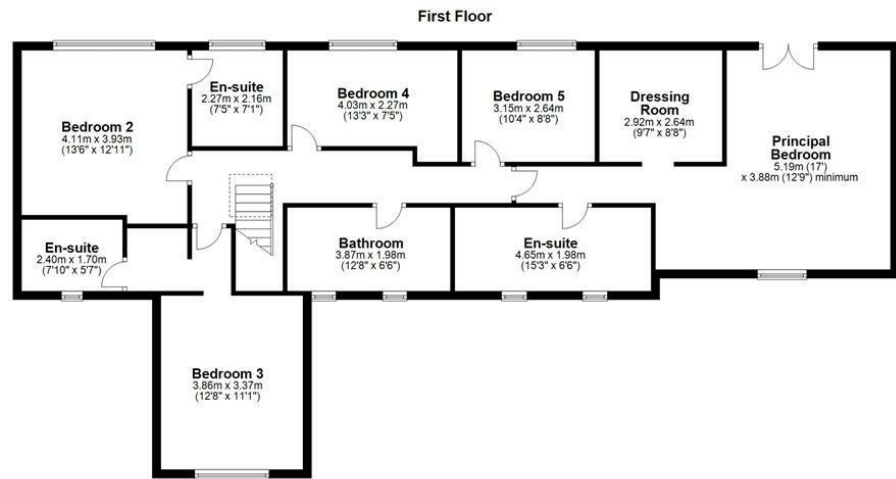 First Floor
Bedroom 2
4.11m x 3.93m
(13'6" x 12'11")
En-suite
2.27m x 2.16m
(7'5" x 7'1")
Bedroom 4
4.03m x 2.27m
(13'3" x 7'5")
Bedroom 5
3.15m x 2.64m
(10'4" x 8'8")
Dressing
Room
2.92m x 2.64m
(9'7" x 8'8")
Principal
Bedroom
5.19m (17')
x 3.88m (12'9") minimum
En-suite
2.40m x 1.70m
(7'10" x 5'7")
Bathroom
3.87m x 1.98m
(12'8" x 6'6")
En-suite
4.65m x 1.98m
(15'3" x 6'6")
Bedroom 3
3.86m x 3.37m
(12'8" x 11'1")